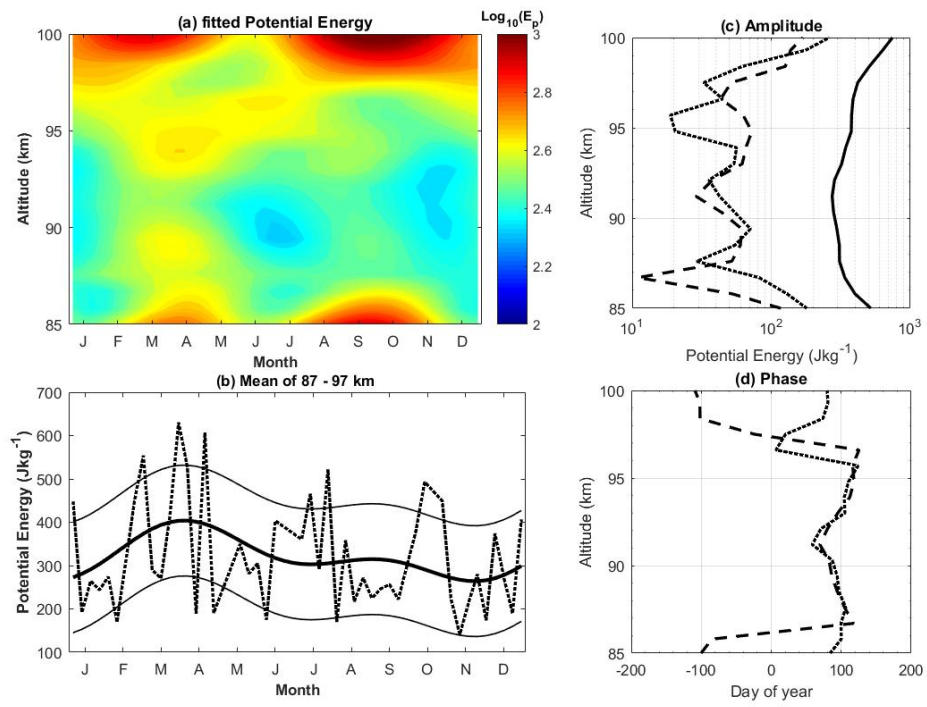 (a) fitted Potential Energy
Log10(Ep)
100
95
90
85
Altitude (km)
J F M A M J J A S O N D
Month
3
2.8
2.6
2.4
2.2
2
(c) Amplitude
100
95
90
85
Altitude (km)
10^1 10^2 10^3
Potential Energy (Jkg^-1)
(b) Mean of 87 - 97 km
700
600
500
400
300
200
100
Potential Energy (Jkg^-1)
J F M A M J J A S O N D
Month
(d) Phase
100
95
90
85
Altitude (km)
-200 -100 0 100 200
Day of year